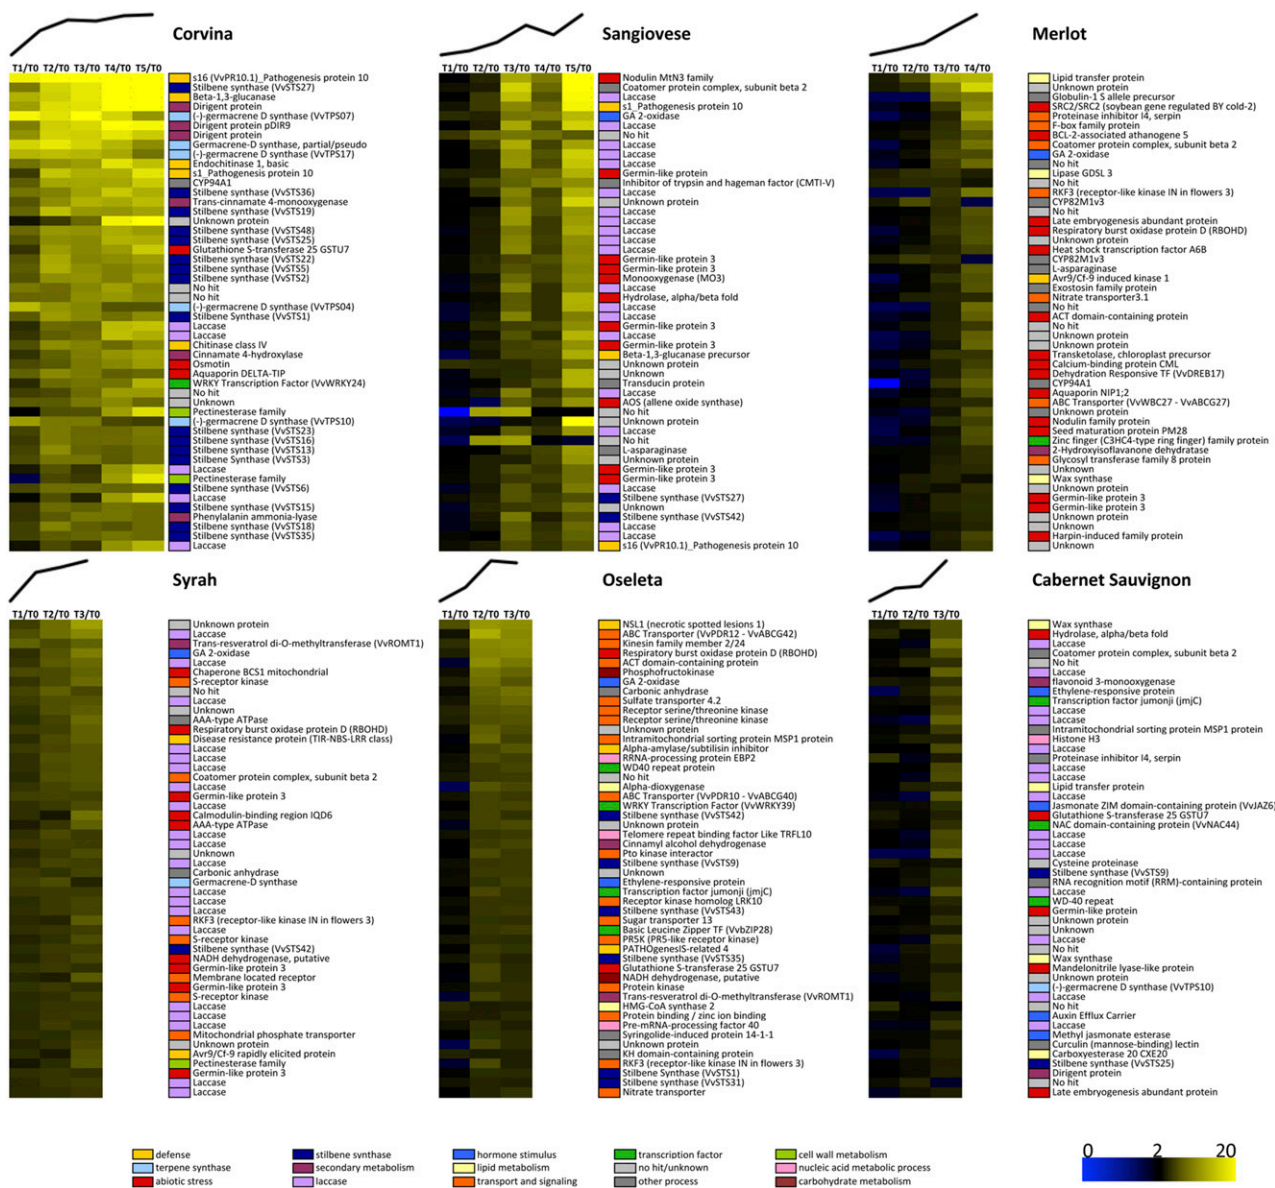 Corvina
T1/T0 T2/T0 T3/T0 T4/T0 T5/T0
s16 (VvPR10.1)_Pathogenesis protein 10
Stilbene synthase (VvSTS27)
Beta-1,3-glucanase
Dirigent protein
(-)-germacrene D synthase (VvTPS07)
Dirigent protein pDIR9
Dirigent protein
Germacrene-D synthase, partial/pseudo
(-)-germacrene D synthase (VvTPS17)
Endochitinase 1, basic
s1_Pathogenesis protein 10
CYP94A1
Stilbene synthase (VvSTS36)
Trans-cinnamate 4-monooxygenase
Stilbene synthase (VvSTS19)
Unknown protein
Stilbene synthase (VvSTS48)
Stilbene synthase (VvSTS25)
Glutathione S-transferase 25 GSTU7
Stilbene synthase (VvSTS22)
Stilbene synthase (VvSTS5)
Stilbene synthase (VvSTS2)
No hit
No hit
(-)-germacrene D synthase (VvTPS04)
Stilbene Synthase (VvSTS1)
Laccase
Laccase
Chitinase class IV
Cinnamate 4-hydroxylase
Osmotin
Aquaporin DELTA-TIP
WRKY Transcription Factor (VvWRKY24)
No hit
Unknown
Pectinesterase family
(-)-germacrene D synthase (VvTPS10)
Stilbene synthase (VvSTS23)
Stilbene synthase (VvSTS16)
Stilbene synthase (VvSTS13)
Stilbene synthase (VvSTS3)
Laccase
Pectinesterase family
Stilbene synthase (VvSTS6)
Laccase
Stilbene synthase (VvSTS15)
Phenylalanin ammonia-lyase
Stilbene synthase (VvSTS18)
Stilbene synthase (VvSTS35)
Laccase
Sangiovese
T1/T0 T2/T0 T3/T0 T4/T0 T5/T0
Nodulin MtN3 family
Coatomer protein complex, subunit beta 2
Laccase
s1_Pathogenesis protein 10
GA 2-oxidase
Laccase
No hit
Laccase
Laccase
Laccase
Germin-like protein
Inhibitor of trypsin and hageman factor (CMTI-V)
Laccase
Unknown protein
Laccase
Laccase
Laccase
Laccase
Laccase
Germin-like protein 3
Germin-like protein 3
Monooxygenase (MO3)
Laccase
Hydrolase, alpha/beta fold
Laccase
Laccase
Germin-like protein 3
Laccase
Germin-like protein 3
Beta-1,3-glucanase precursor
Unknown protein
Unknown protein
Transducin protein
Laccase
AOS (allene oxide synthase)
No hit
Unknown protein
Laccase
No hit
L-asparaginase
Unknown protein
Germin-like protein 3
Germin-like protein 3
Laccase
Stilbene synthase (VvSTS27)
Unknown
Stilbene synthase (VvSTS42)
Laccase
Laccase
s16 (VvPR10.1)_Pathogenesis protein 10
Merlot
T1/T0 T2/T0 T3/T0 T4/T0
Lipid transfer protein
Unknown protein
Globulin-1 S allele precursor
SRC2/SRC2 (soybean gene regulated BY cold-2)
Proteinase inhibitor I4, serpin
F-box family protein
BCL-2-associated athanogene 5
Coatomer protein complex, subunit beta 2
GA 2-oxidase
No hit
Lipase GDSL 3
No hit
RKF3 (receptor-like kinase IN in flowers 3)
CYP82M1v3
No hit
Late embryogenesis abundant protein
Respiratory burst oxidase protein D (RBOHD)
Unknown protein
Heat shock transcription factor A6B
CYP82M1v3
L-asparaginase
Avr9/Cf-9 induced kinase 1
Exostosin family protein
Nitrate transporter3.1
No hit
ACT domain-containing protein
No hit
Unknown protein
Unknown protein
Transketolase, chloroplast precursor
Calcium-binding protein CML
Dehydration Responsive TF (VvDREB17)
CYP94A1
Aquaporin NIP1;2
ABC Transporter (VvWBC27 - VvABCG27)
Unknown protein
Nodulin family protein
Seed maturation protein PM28
Zinc finger (C3HC4-type ring finger) family protein
2-Hydroxyisoflavanone dehydratase
Glycosyl transferase family 8 protein
Unknown
Wax synthase
Unknown protein
Germin-like protein 3
Germin-like protein 3
Unknown protein
Unknown
Harpin-induced family protein
Unknown
Syrah
T1/T0 T2/T0 T3/T0
Unknown protein
Laccase
Trans-resveratrol di-O-methyltransferase (VvROMT1)
GA 2-oxidase
Laccase
Chaperone BCS1 mitochondrial
S-receptor kinase
No hit
Laccase
Unknown
AAA-type ATPase
Respiratory burst oxidase protein D (RBOHD)
Disease resistance protein (TIR-NBS-LRR class)
Laccase
Laccase
Laccase
Coatomer protein complex, subunit beta 2
Laccase
Germin-like protein 3
Laccase
Calmodulin-binding region IQD6
AAA-type ATPase
Laccase
Laccase
Unknown
Laccase
Carbonic anhydrase
Germacrene-D synthase
Laccase
Laccase
Laccase
RKF3 (receptor-like kinase IN in flowers 3)
Laccase
S-receptor kinase
Stilbene synthase (VvSTS42)
NADH dehydrogenase, putative
Germin-like protein 3
Membrane located receptor
Germin-like protein 3
S-receptor kinase
Laccase
Laccase
Laccase
Mitochondrial phosphate transporter
Unknown protein
Avr9/Cf-9 rapidly elicited protein
Pectinesterase family
Germin-like protein 3
Laccase
Laccase
Oseleta
T1/T0 T2/T0 T3/T0
NSL1 (necrotic spotted lesions 1)
ABC Transporter (VvPDR12 - VvABCG42)
Kinesin family member 2/24
Respiratory burst oxidase protein D (RBOHD)
ACT domain-containing protein
Phosphofructokinase
GA 2-oxidase
Carbonic anhydrase
Sulfate transporter 4.2
Receptor serine/threonine kinase
Receptor serine/threonine kinase
Unknown protein
Intramitochondrial sorting protein MSP1 protein
Alpha-amylase/subtilisin inhibitor
RRNA-processing protein EBP2
WD40 repeat protein
No hit
Alpha-dioxygenase
ABC Transporter (VvPDR10 - VvABCG40)
WRKY Transcription Factor (VvWRKY39)
Stilbene synthase (VvSTS42)
Unknown protein
Telomere repeat binding factor Like TRFL10
Cinnamyl alcohol dehydrogenase
Pto kinase interactor
Stilbene synthase (VvSTS9)
Unknown
Ethylene-responsive protein
Transcription factor jumonji (jmjC)
Receptor kinase homolog LRK10
Stilbene synthase (VvSTS43)
Sugar transporter 13
Basic Leucine Zipper TF (VvbZIP28)
PR5K (PR5-like receptor kinase)
PATHOgenesIS-related 4
Stilbene synthase (VvSTS35)
Glutathione S-transferase 25 GSTU7
NADH dehydrogenase, putative
Protein kinase
Trans-resveratrol di-O-methyltransferase (VvROMT1)
HMG-CoA synthase 2
Protein binding / zinc ion binding
Pre-mRNA-processing factor 40
Syringolide-induced protein 14-1-1
Unknown protein
KH domain-containing protein
RKF3 (receptor-like kinase IN in flowers 3)
Stilbene Synthase (VvSTS1)
Stilbene synthase (VvSTS31)
Nitrate transporter
Cabernet Sauvignon
T1/T0 T2/T0 T3/T0
Wax synthase
Hydrolase, alpha/beta fold
Laccase
Coatomer protein complex, subunit beta 2
No hit
Laccase
flavonoid 3-monooxygenase
Ethylene-responsive protein
Transcription factor jumonji (jmjC)
Laccase
Laccase
Intramitochondrial sorting protein MSP1 protein
Histone H3
Laccase
Proteinase inhibitor I4, serpin
Laccase
Laccase
Lipid transfer protein
Laccase
Jasmonate ZIM domain-containing protein (VvJAZ6)
Glutathione S-transferase 25 GSTU7
NAC domain-containing protein (VvNAC44)
Laccase
Laccase
Laccase
Cysteine proteinase
Stilbene synthase (VvSTS9)
RNA recognition motif (RRM)-containing protein
Laccase
WD-40 repeat
Germin-like protein
Unknown protein
Unknown
Laccase
No hit
Wax synthase
Mandelonitrile lyase-like protein
Unknown protein
(-)-germacrene D synthase (VvTPS10)
Laccase
No hit
Auxin Efflux Carrier
Laccase
Methyl jasmonate esterase
Curculin (mannose-binding) lectin
Carboxyesterase 20 CXE20
Stilbene synthase (VvSTS25)
Dirigent protein
No hit
Late embryogenesis abundant protein
defense
terpene synthase
abiotic stress
stilbene synthase
secondary metabolism
laccase
hormone stimulus
lipid metabolism
transport and signaling
transcription factor
no hit/unknown
other process
cell wall metabolism
nucleic acid metabolic process
carbohydrate metabolism
0 2 20